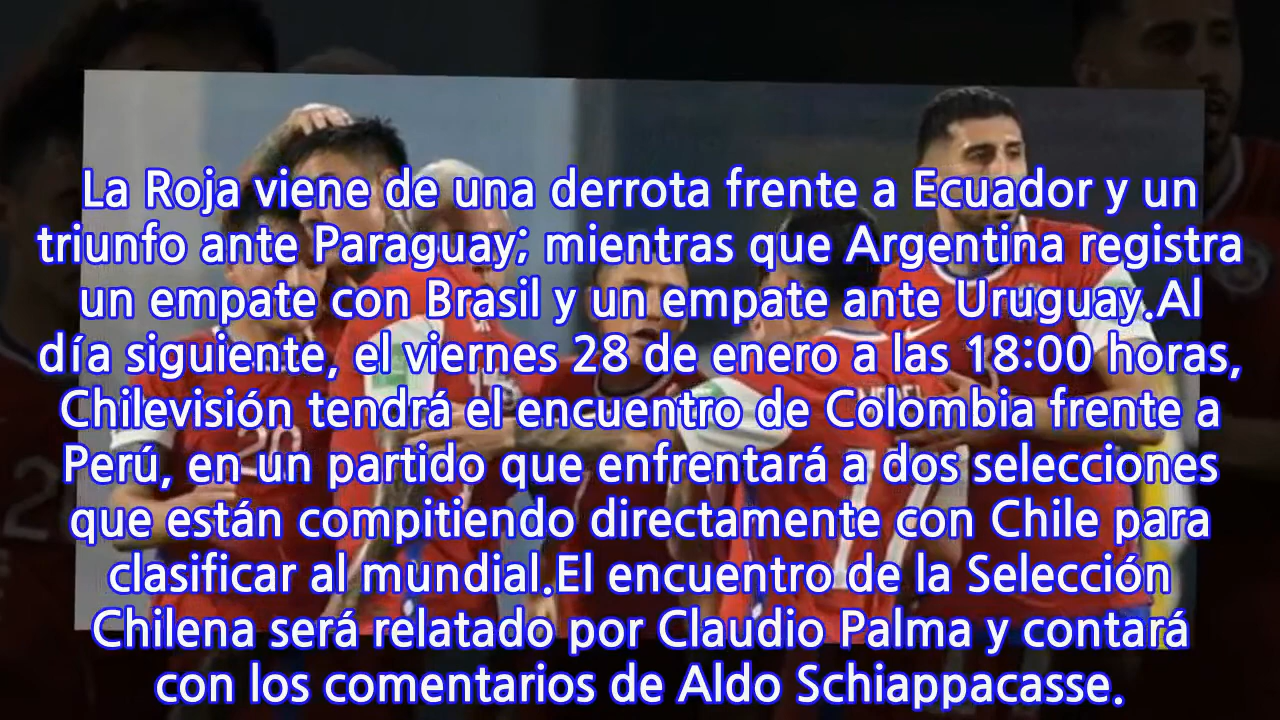 La Roja viene de una derrota frente a Ecuador y un
triunfo ante Paraguay; mientras que Argentina registra
un empate con Brasil y un empate ante Uruguay.Al
día siguiente, el viernes 28 de enero a las 18:00 horas,
Chilevisión tendrá el encuentro de Colombia frente a
Perú, en un partido que enfrentará a dos selecciones
que están compitiendo directamente con Chile para
clasificar al mundial.El encuentro de la Selección
Chilena será relatado por Claudio Palma y contará
con los comentarios de Aldo Schiappacasse.
20
17